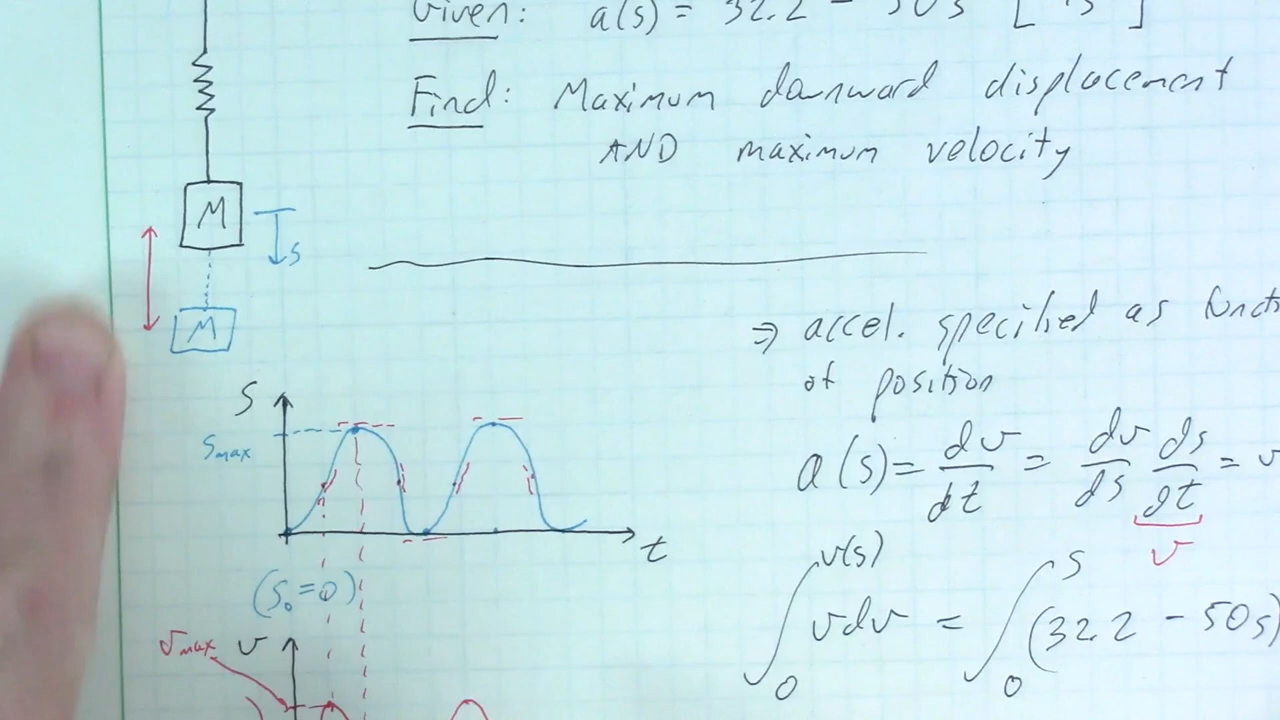 Given: a(s) = 32.2 - 50s [ ]
Find: Maximum downward displacement
AND maximum velocity
M
s
M
⇒ accel. specified as
of position
a(s) = dv/dt = dv/ds ds/dt = v
v
s
smax
t
(s₀=0)
∫₀^v(s) v dv = ∫₀^s (32.2 - 50s)
vmax v